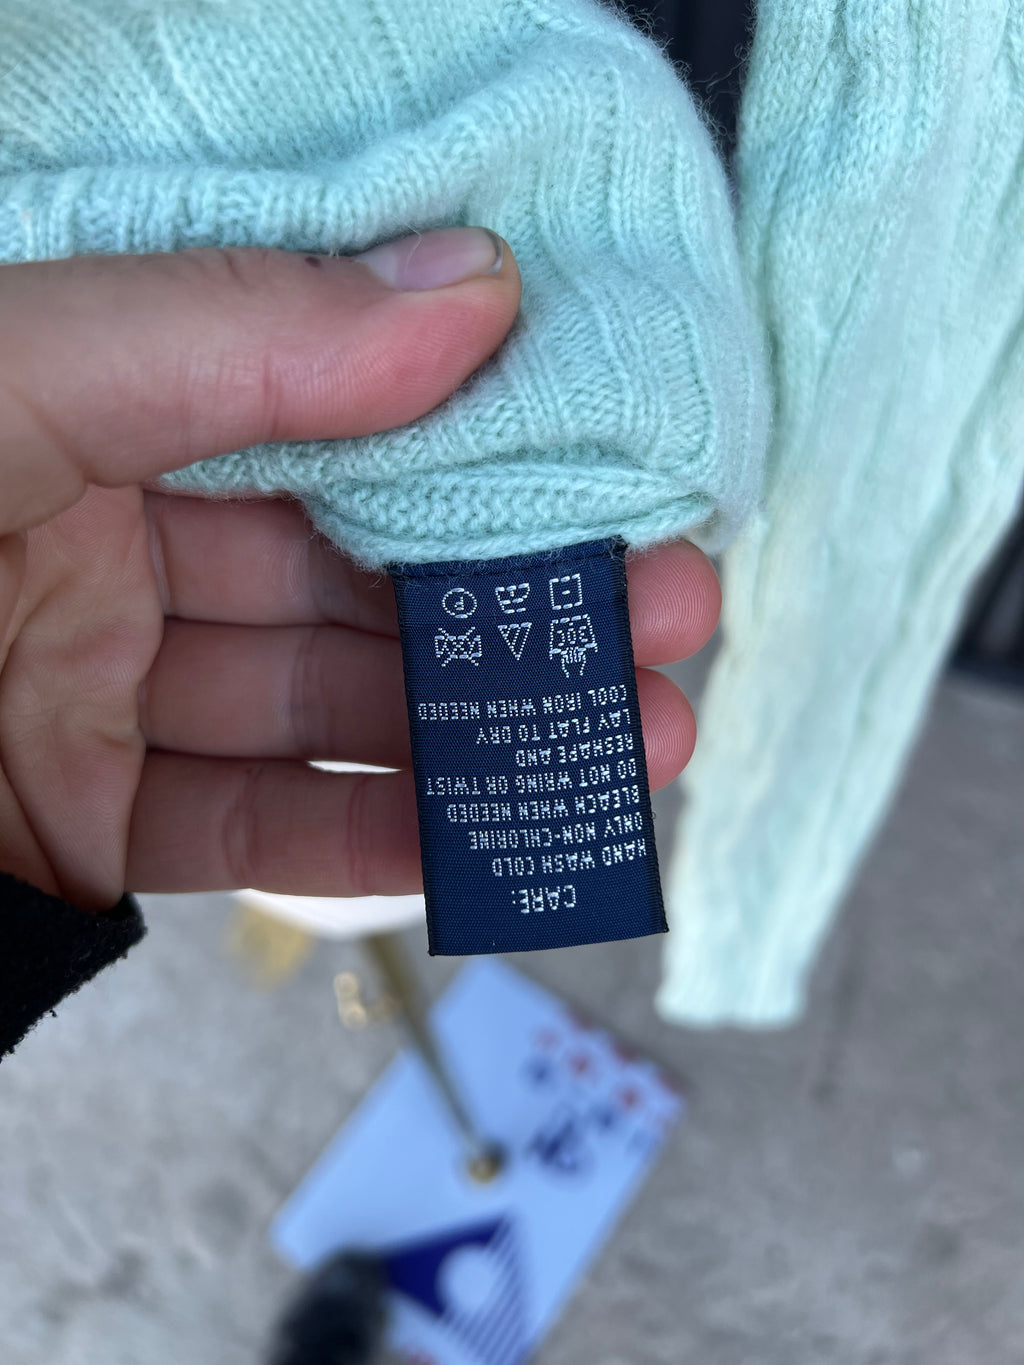 CARE:
HAND WASH COLD
ONLY NON-CHLORINE
BLEACH WHEN NEEDED
DO NOT WRING OR TWIST
RESHAPE AND
LAY FLAT TO DRY
COOL IRON WHEN NEEDED
30C
P